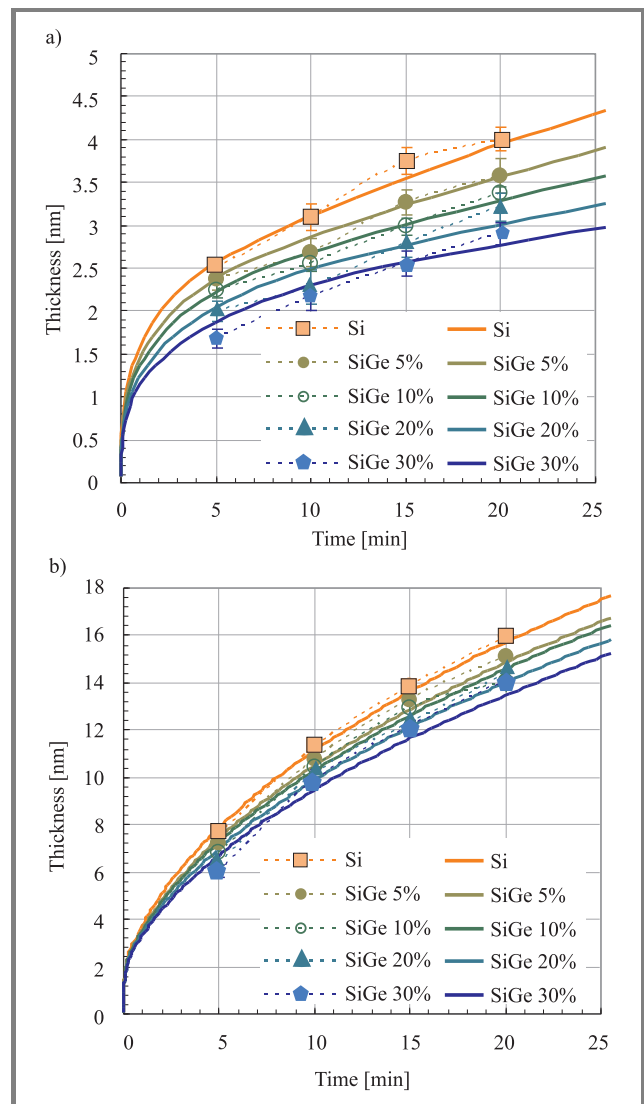 a)
5
4.5
4
3.5
3
2.5
2
1.5
1
0.5
0
Thickness [nm]
Si Si
SiGe 5% SiGe 5%
SiGe 10% SiGe 10%
SiGe 20% SiGe 20%
SiGe 30% SiGe 30%
0 5 10 15 20 25
Time [min]
b)
18
16
14
12
10
8
6
4
2
0
Thickness [nm]
Si Si
SiGe 5% SiGe 5%
SiGe 10% SiGe 10%
SiGe 20% SiGe 20%
SiGe 30% SiGe 30%
0 5 10 15 20 25
Time [min]